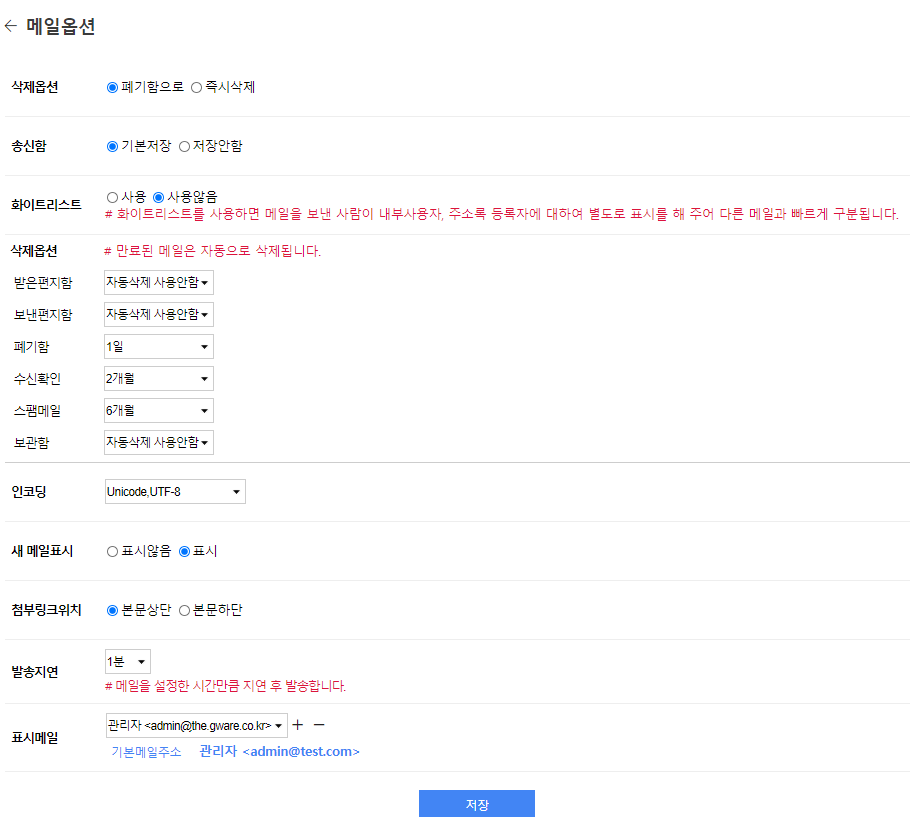 메일옵션
삭제옵션 폐기함으로 즉시삭제
송신함 기본저장 저장안함
화이트리스트 사용 사용않음
# 화이트리스트를 사용하면 메일을 보낸 사람이 내부사용자, 주소록 등록자에 대하여 별도로 표시를 해 주어 다른 메일과 빠르게 구분됩니다.
삭제옵션 # 만료된 메일은 자동으로 삭제됩니다.
받은편지함 자동삭제 사용안함
보낸편지함 자동삭제 사용안함
폐기함 1일
수신확인 2개월
스팸메일 6개월
보관함 자동삭제 사용안함
인코딩 Unicode,UTF-8
새 메일표시 표시않음 표시
첨부링크위치 본문상단 본문하단
발송지연 1분
# 메일을 설정한 시간만큼 지연 후 발송합니다.
표시메일 관리자 <admin@the.gware.co.kr> + −
기본메일주소 관리자 <admin@test.com>
저장